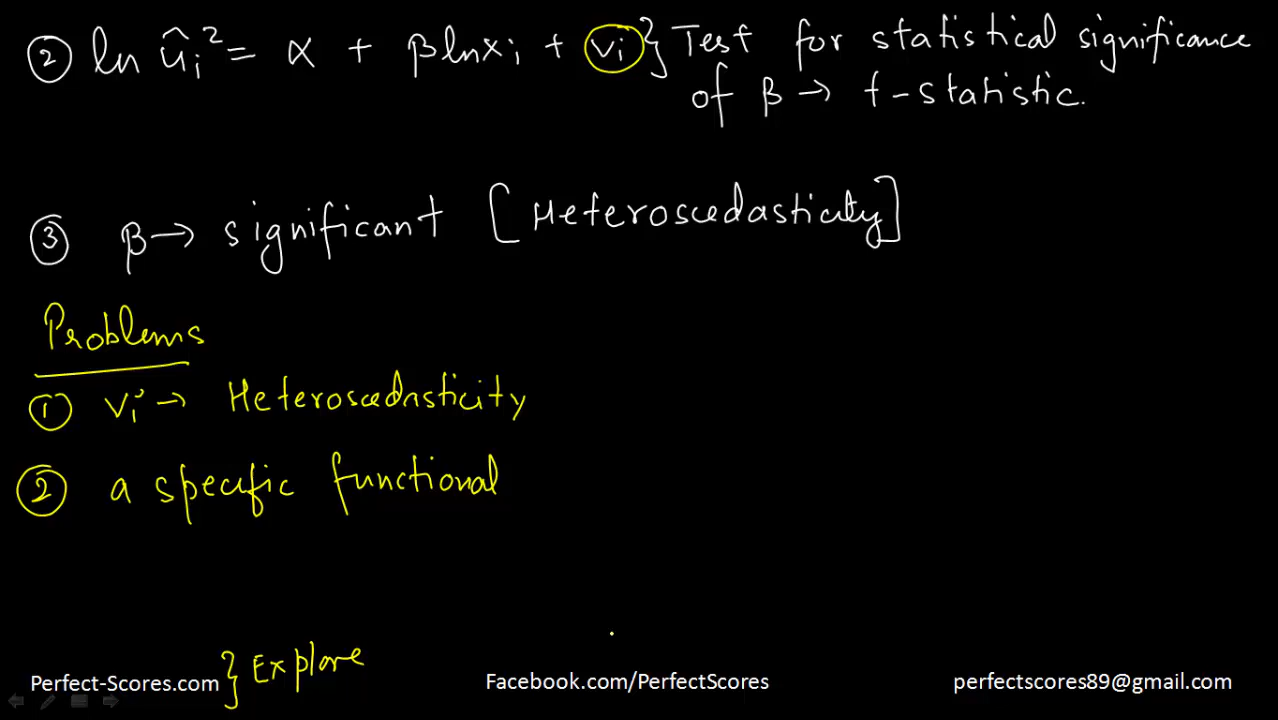 ② ln ûᵢ² = α + β ln xᵢ + vᵢ } Test for statistical significance
of β → t-statistic.
③ β → significant [Heteroscedasticity]
Problems
① vᵢ → Heteroscedasticity
② a specific functional
} Explore
Perfect-Scores.com
Facebook.com/PerfectScores
perfectscores89@gmail.com